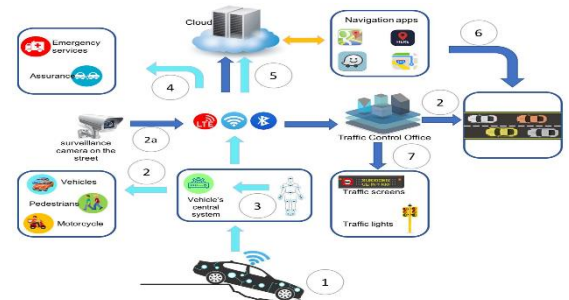 Cloud
Navigation apps
Emergency
services
Assurance
4
5
6
2a
LTE
2
surveillance
camera on the
street
Traffic Control Office
7
2
Vehicles
Pedestrians
Motorcycle
Vehicle's
central
system
3
Traffic screens
Traffic lights
1